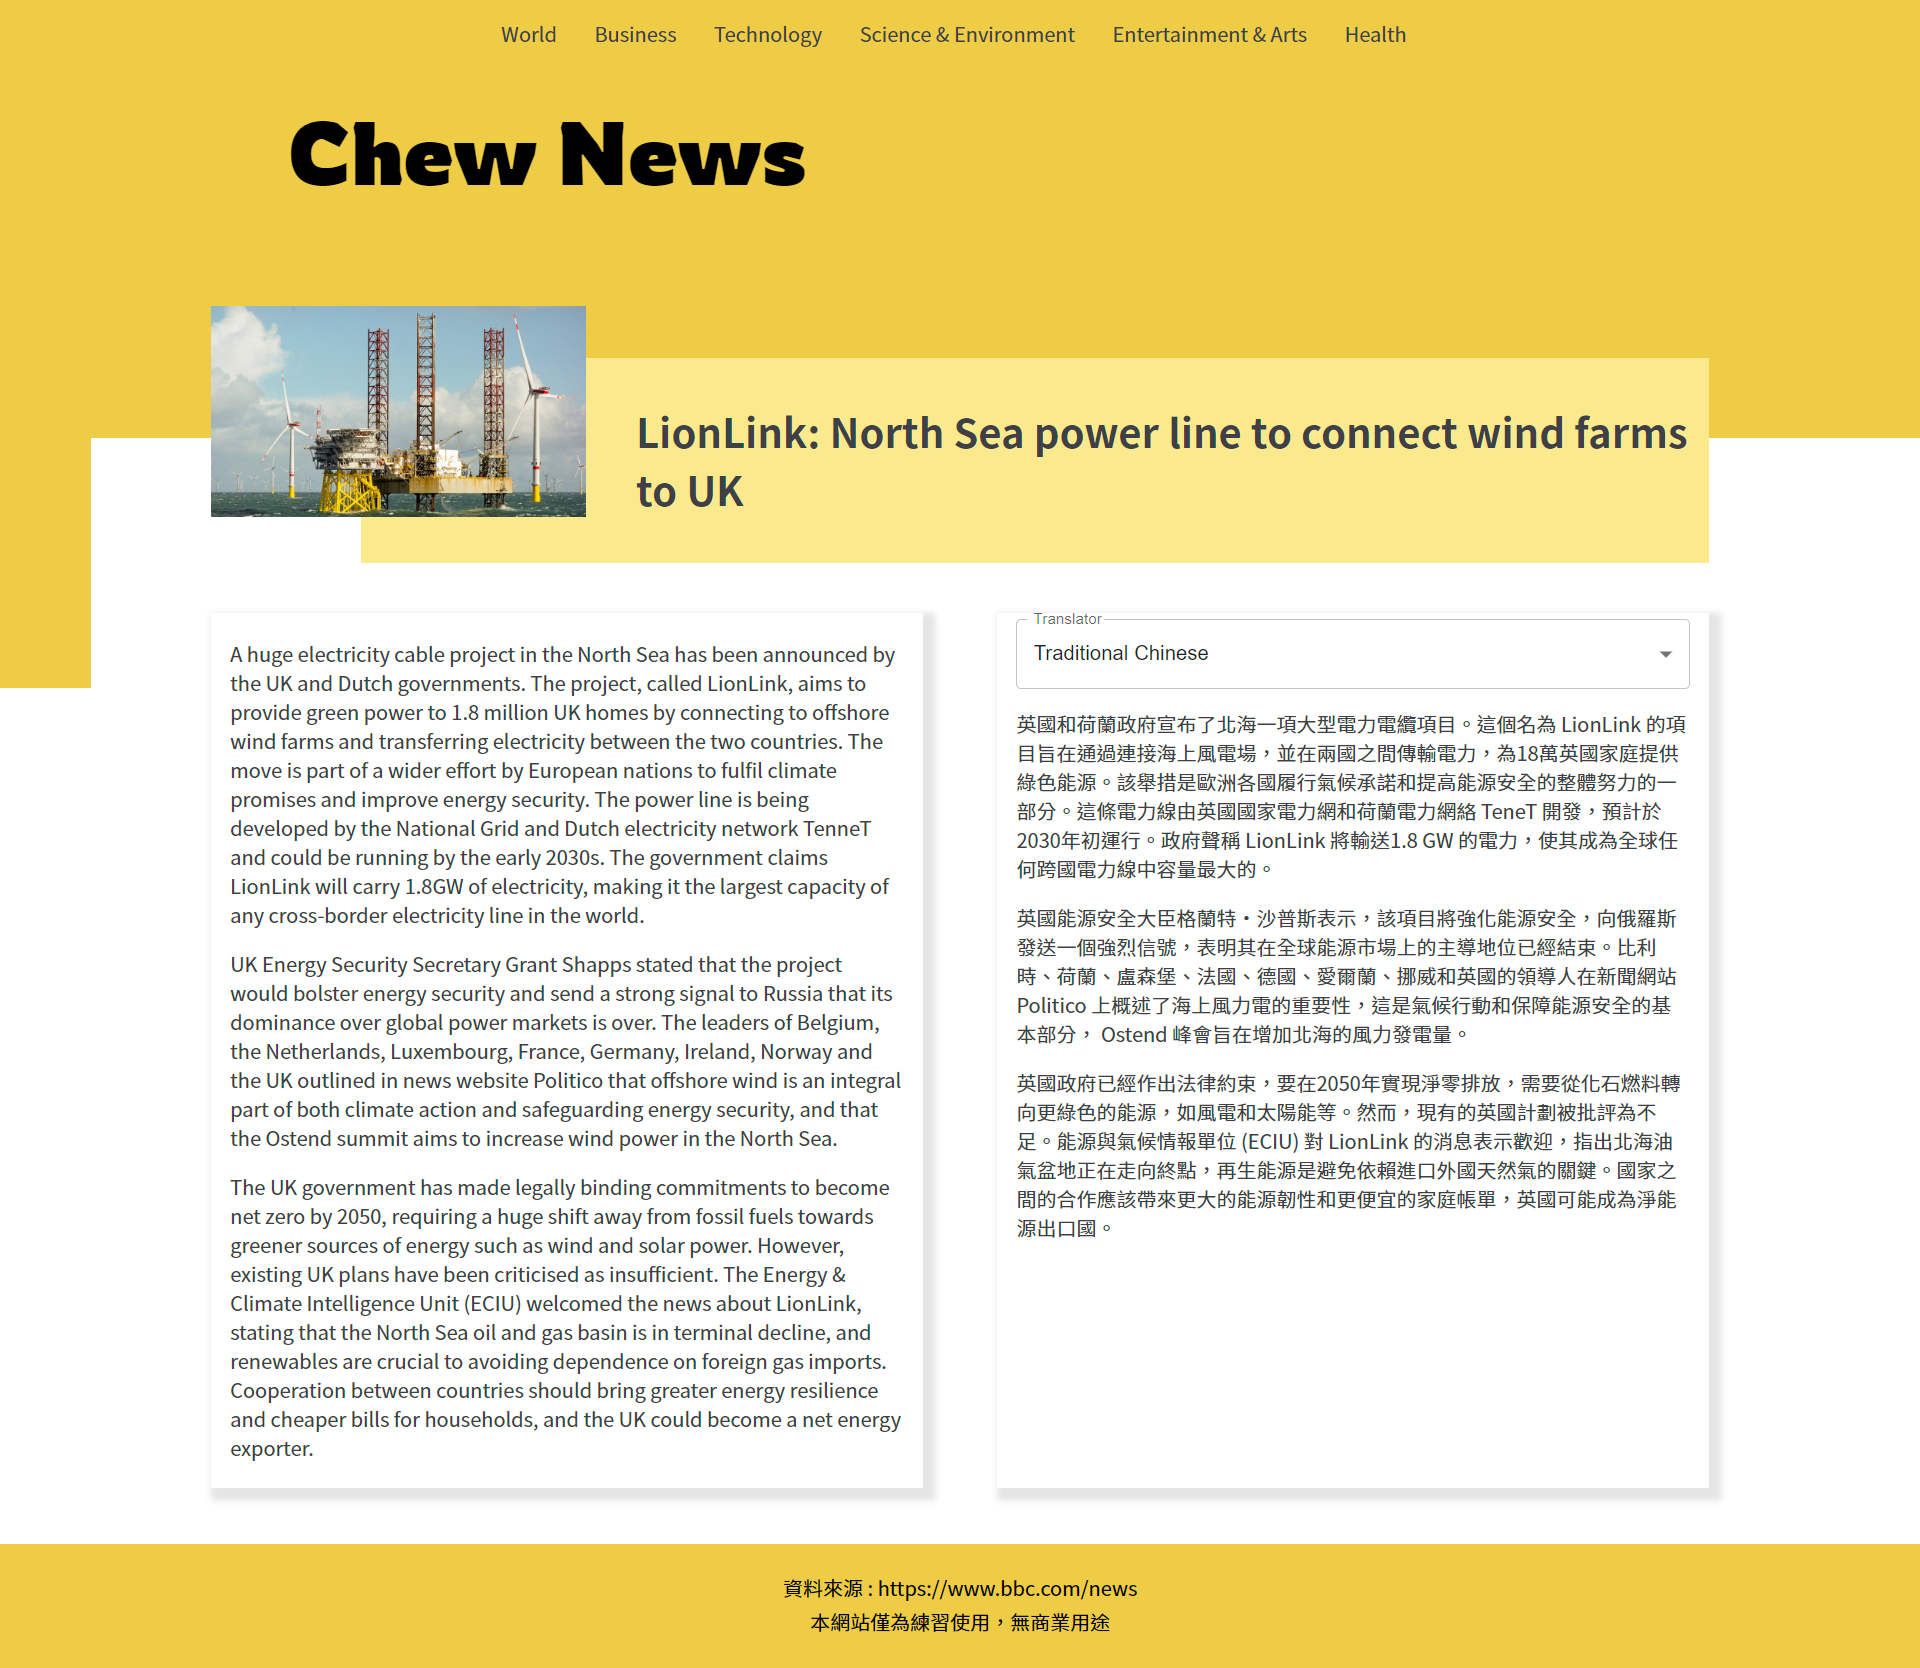 World Business Technology Science & Environment Entertainment & Arts Health
Chew News
LionLink: North Sea power line to connect wind farms
to UK
A huge electricity cable project in the North Sea has been announced by
the UK and Dutch governments. The project, called LionLink, aims to
provide green power to 1.8 million UK homes by connecting to offshore
wind farms and transferring electricity between the two countries. The
move is part of a wider effort by European nations to fulfil climate
promises and improve energy security. The power line is being
developed by the National Grid and Dutch electricity network TenneT
and could be running by the early 2030s. The government claims
LionLink will carry 1.8GW of electricity, making it the largest capacity of
any cross-border electricity line in the world.
UK Energy Security Secretary Grant Shapps stated that the project
would bolster energy security and send a strong signal to Russia that its
dominance over global power markets is over. The leaders of Belgium,
the Netherlands, Luxembourg, France, Germany, Ireland, Norway and
the UK outlined in news website Politico that offshore wind is an integral
part of both climate action and safeguarding energy security, and that
the Ostend summit aims to increase wind power in the North Sea.
The UK government has made legally binding commitments to become
net zero by 2050, requiring a huge shift away from fossil fuels towards
greener sources of energy such as wind and solar power. However,
existing UK plans have been criticised as insufficient. The Energy &
Climate Intelligence Unit (ECIU) welcomed the news about LionLink,
stating that the North Sea oil and gas basin is in terminal decline, and
renewables are crucial to avoiding dependence on foreign gas imports.
Cooperation between countries should bring greater energy resilience
and cheaper bills for households, and the UK could become a net energy
exporter.
Translator
Traditional Chinese
英國和荷蘭政府宣布了北海一項大型電力電纜項目。這個名為 LionLink 的項
目旨在通過連接海上風電場，並在兩國之間傳輸電力，為18萬英國家庭提供
綠色能源。該舉措是歐洲各國履行氣候承諾和提高能源安全的整體努力的一
部分。這條電力線由英國國家電力網和荷蘭電力網絡 TeneT 開發，預計於
2030年初運行。政府聲稱 LionLink 將輸送1.8 GW 的電力，使其成為全球任
何跨國電力線中容量最大的。
英國能源安全大臣格蘭特·沙普斯表示，該項目將強化能源安全，向俄羅斯
發送一個強烈信號，表明其在全球能源市場上的主導地位已經結束。比利
時、荷蘭、盧森堡、法國、德國、愛爾蘭、挪威和英國的領導人在新聞網站
Politico 上概述了海上風力電的重要性，這是氣候行動和保障能源安全的基
本部分， Ostend 峰會旨在增加北海的風力發電量。
英國政府已經作出法律約束，要在2050年實現淨零排放，需要從化石燃料轉
向更綠色的能源，如風電和太陽能等。然而，現有的英國計劃被批評為不
足。能源與氣候情報單位 (ECIU) 對 LionLink 的消息表示歡迎，指出北海油
氣盆地正在走向終點，再生能源是避免依賴進口外國天然氣的關鍵。國家之
間的合作應該帶來更大的能源韌性和更便宜的家庭帳單，英國可能成為淨能
源出口國。
資料來源 : https://www.bbc.com/news
本網站僅為練習使用，無商業用途